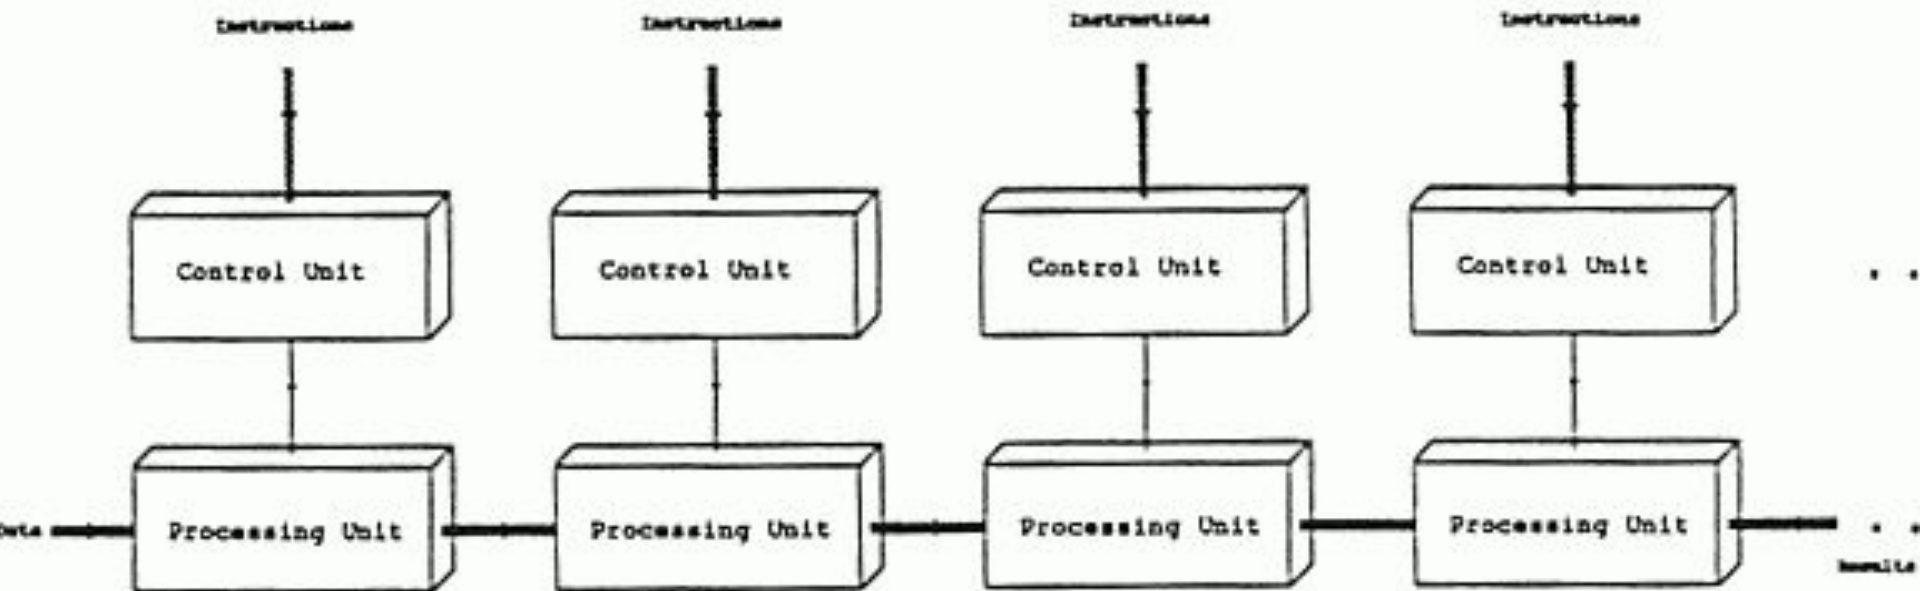 Instructions Instructions Instructions Instructions
Control Unit Control Unit Control Unit Control Unit . .
Data Processing Unit Processing Unit Processing Unit Processing Unit . .
Results